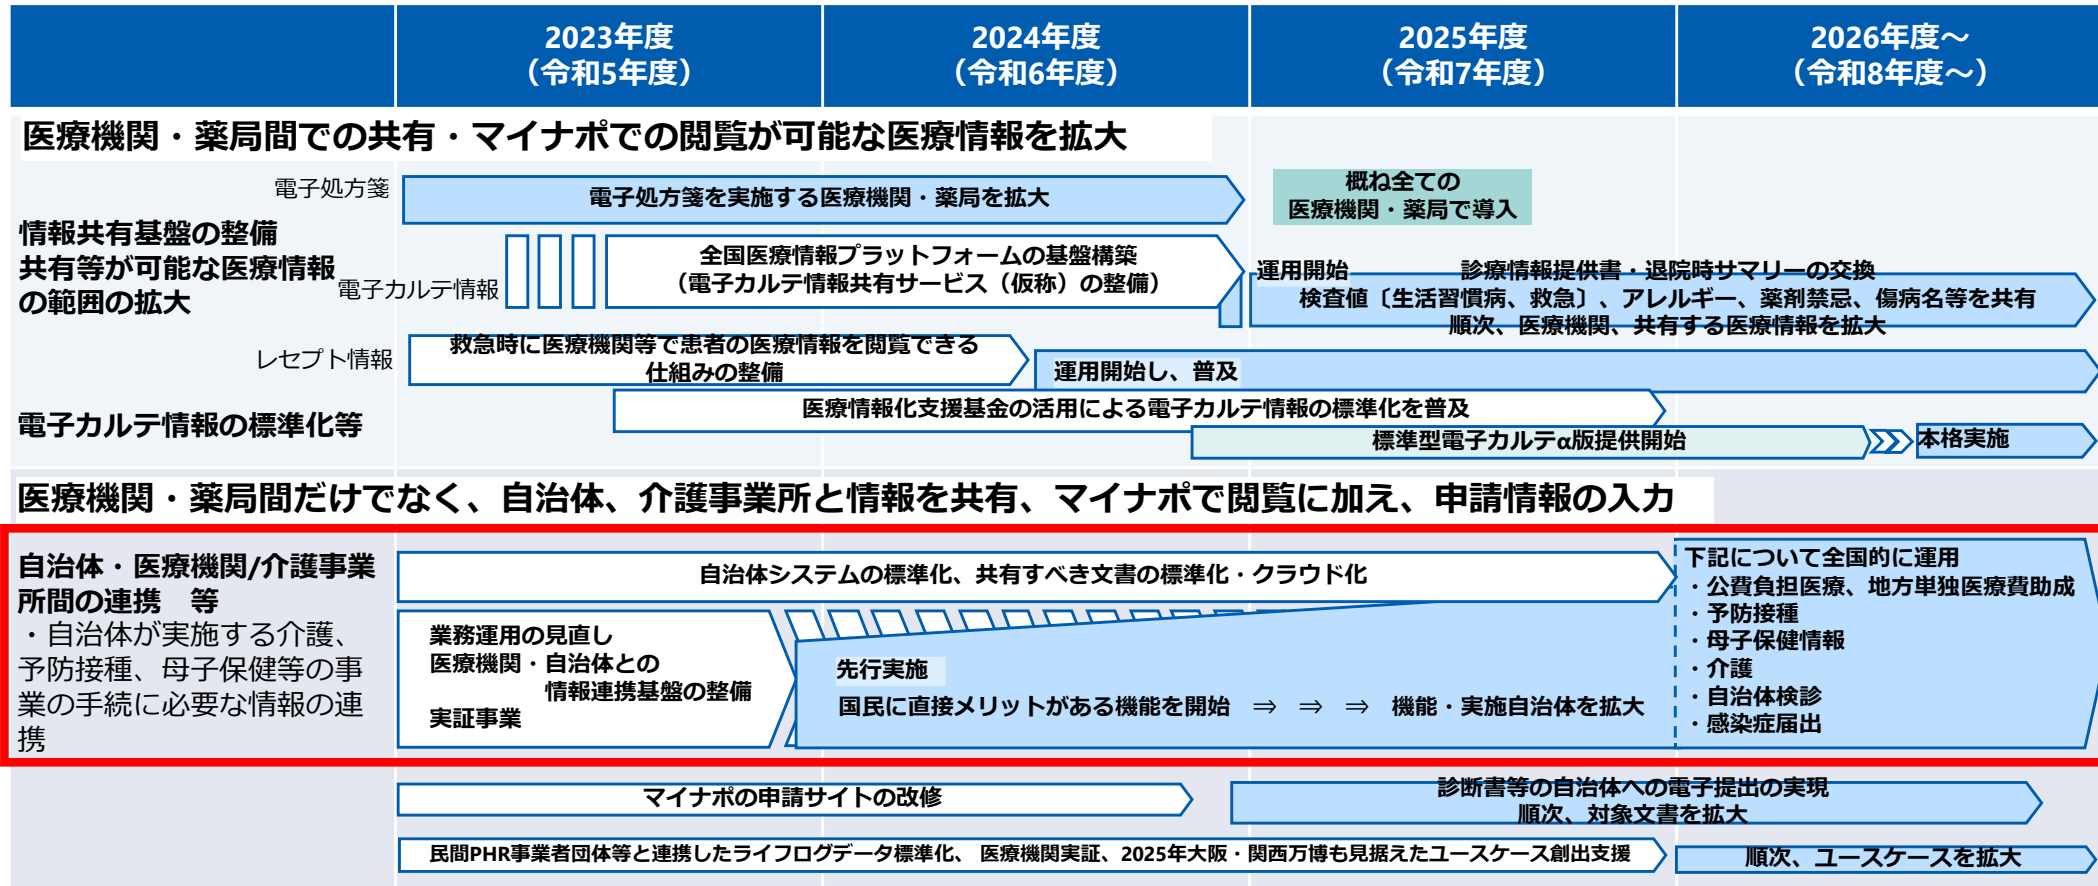 2023年度
（令和5年度）
2024年度
（令和6年度）
2025年度
（令和7年度）
2026年度～
（令和8年度～）
医療機関・薬局間での共有・マイナポでの閲覧が可能な医療情報を拡大
情報共有基盤の整備
共有等が可能な医療情報
の範囲の拡大
電子処方箋
電子処方箋を実施する医療機関・薬局を拡大
概ね全ての
医療機関・薬局で導入
電子カルテ情報
全国医療情報プラットフォームの基盤構築
（電子カルテ情報共有サービス（仮称）の整備）
運用開始　診療情報提供書・退院時サマリーの交換
検査値〔生活習慣病、救急〕、アレルギー、薬剤禁忌、傷病名等を共有
順次、医療機関、共有する医療情報を拡大
レセプト情報
救急時に医療機関等で患者の医療情報を閲覧できる
仕組みの整備
運用開始し、普及
電子カルテ情報の標準化等
医療情報化支援基金の活用による電子カルテ情報の標準化を普及
標準型電子カルテα版提供開始
本格実施
医療機関・薬局間だけでなく、自治体、介護事業所と情報を共有、マイナポで閲覧に加え、申請情報の入力
自治体・医療機関/介護事業
所間の連携　等
・自治体が実施する介護、
予防接種、母子保健等の事
業の手続に必要な情報の連
携
自治体システムの標準化、共有すべき文書の標準化・クラウド化
業務運用の見直し
医療機関・自治体との
情報連携基盤の整備
実証事業
先行実施
国民に直接メリットがある機能を開始　⇒　⇒　⇒　機能・実施自治体を拡大
下記について全国的に運用
・公費負担医療、地方単独医療費助成
・予防接種
・母子保健情報
・介護
・自治体検診
・感染症届出
マイナポの申請サイトの改修
診断書等の自治体への電子提出の実現
順次、対象文書を拡大
民間PHR事業者団体等と連携したライフログデータ標準化、 医療機関実証、2025年大阪・関西万博も見据えたユースケース創出支援
順次、ユースケースを拡大